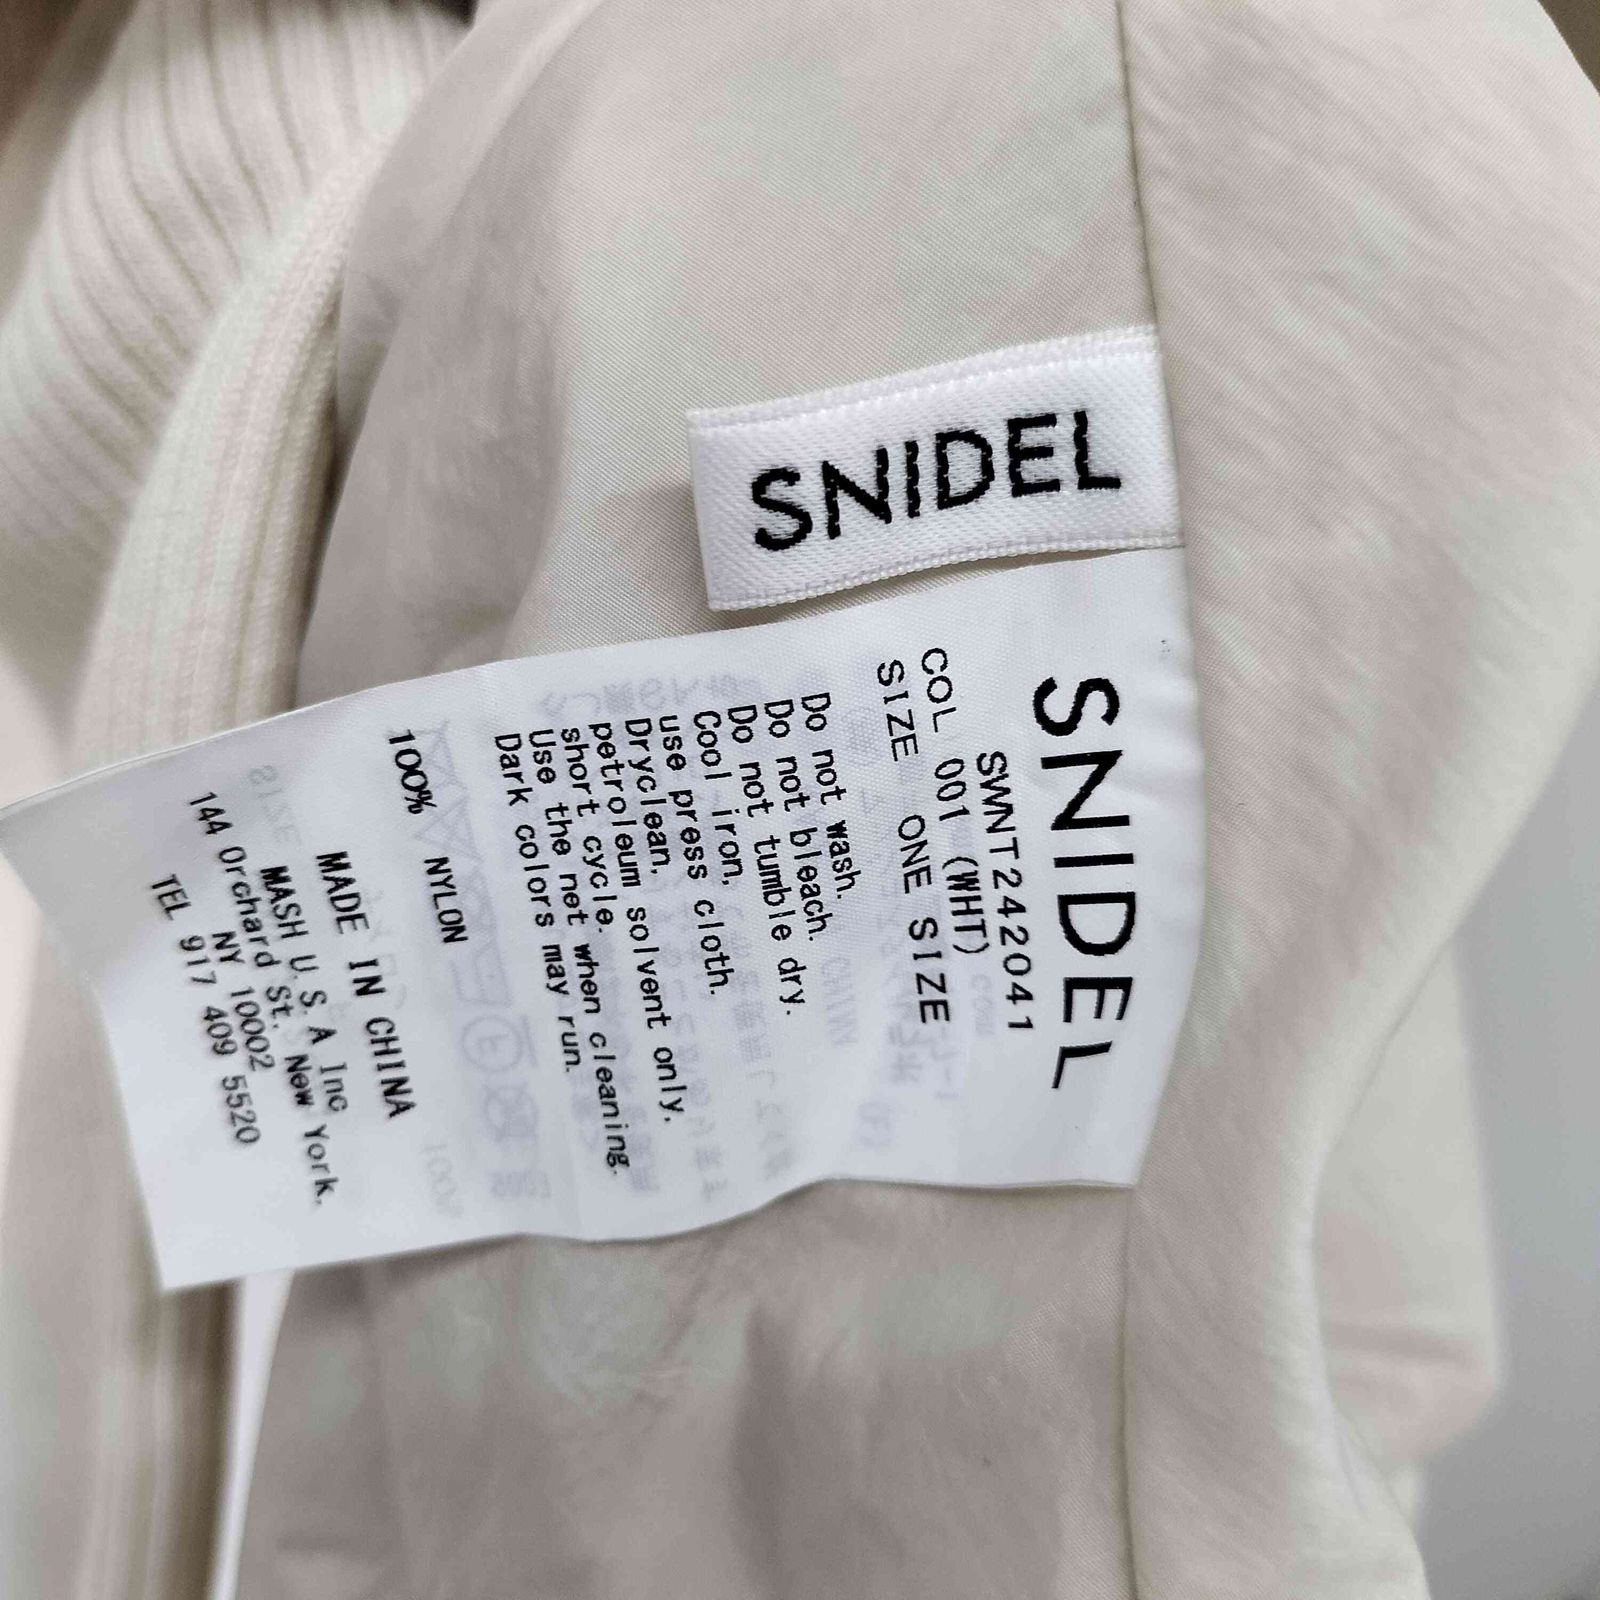 SNIDEL
SNIDEL
SWNT242041
COL 001 (WHT)
SIZE ONE SIZE
Do not wash.
Do not bleach.
Do not tumble dry.
Cool iron,
use press cloth.
Dryclean,
petroleum solvent only.
short cycle.
Use the net when cleaning.
Dark colors may run.
100% NYLON
MADE IN CHINA
MASH U.S.A Inc
144 Orchard St. New York.
NY 10002
TEL 917 409 5520